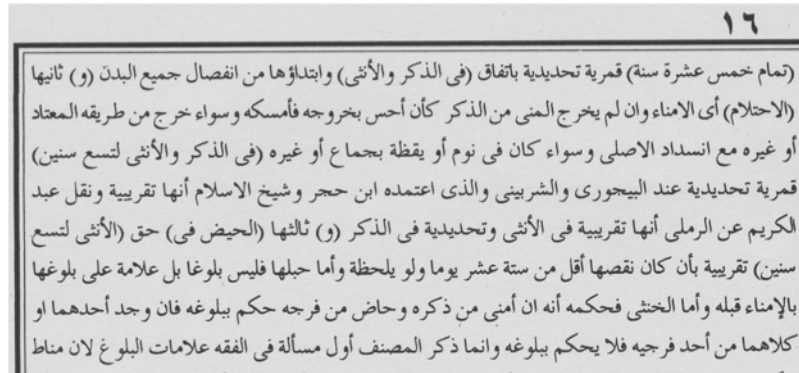 ١٦
(تمام خمس عشرة سنة) قمرية تحديدية باتفاق (فى الذكر والأنثى) وابتداؤها من انفصال جميع البدن (و) ثانيها
(الاحتلام) أى الامناء وان لم يخرج المنى من الذكر كأن أحس بخروجه فأمسكه وسواء خرج من طريقه المعتاد
أو غيره مع انسداد الاصلى وسواء كان فى نوم أو يقظة بجماع أو غيره (فى الذكر والأنثى لتسع سنين)
قمرية تحديدية عند البيجورى والشربينى والذى اعتمده ابن حجر وشيخ الاسلام أنها تقريبية ونقل عبد
الكريم عن الرملى أنها تقريبية فى الأنثى وتحديدية فى الذكر (و) ثالثها (الحيض فى) حق (الأنثى لتسع
سنين) تقريبية بأن كان نقصها أقل من ستة عشر يوما ولو بلحظة وأما حبلها فليس بلوغا بل علامة على بلوغها
بالإمناء قبله وأما الخنثى فحكمه أنه ان أمنى من ذكره وحاض من فرجه حكم ببلوغه فان وجد أحدهما او
كلاهما من أحد فرجيه فلا يحكم ببلوغه وانما ذكر المصنف أول مسألة فى الفقه علامات البلوغ لان مناط